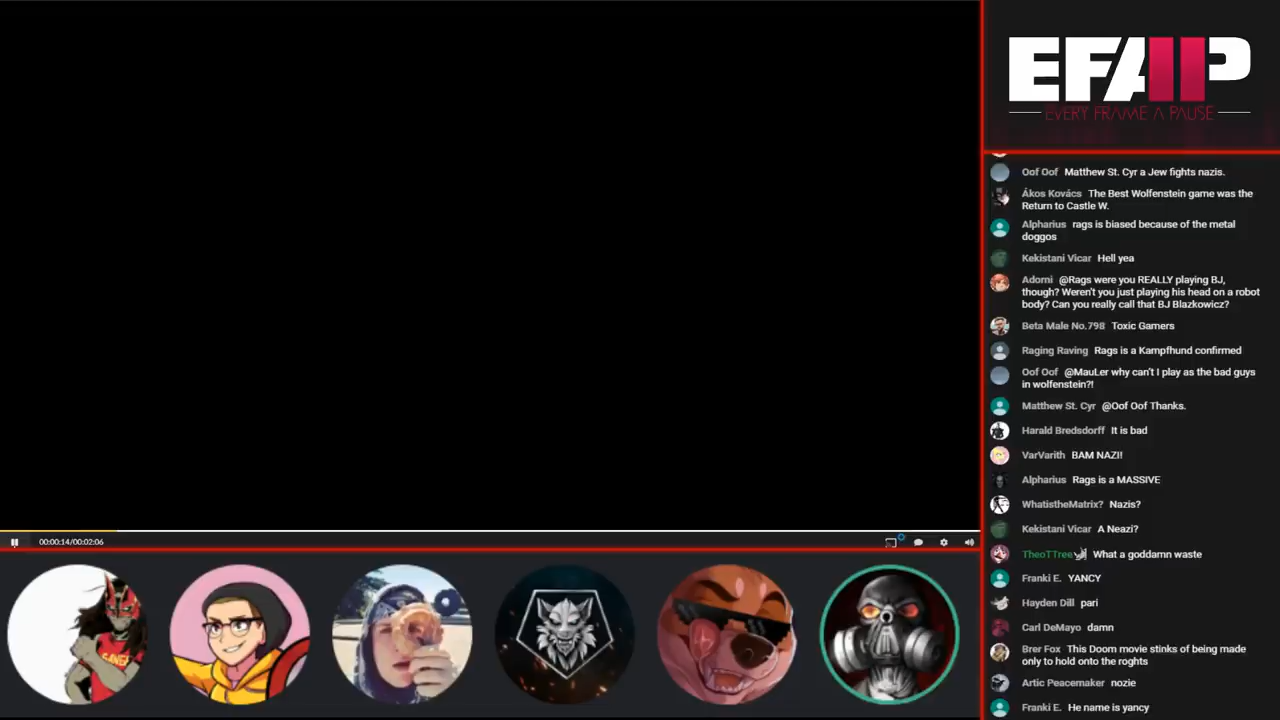 EFAP
EVERY FRAME A PAUSE
Oof Oof Matthew St. Cyr a Jew fights nazis.
Ákos Kovács The Best Wolfenstein game was the
Return to Castle W.
Alpharius rags is biased because of the metal
doggos
Kekistani Vicar Hell yea
Adorni @Rags were you REALLY playing BJ,
though? Weren't you just playing his head on a robot
body? Can you really call that BJ Blazkowicz?
Beta Male No.798 Toxic Gamers
Raging Raving Rags is a Kampfhund confirmed
Oof Oof @MauLer why can't I play as the bad guys
in wolfenstein?!
Matthew St. Cyr @Oof Oof Thanks.
Harald Bredsdorff It is bad
VarVarith BAM NAZI!
Alpharius Rags is a MASSIVE
WhatistheMatrix? Nazis?
Kekistani Vicar A Neazi?
TheoTTree What a goddamn waste
Franki E. YANCY
Hayden Dill pari
Carl DeMayo damn
Brer Fox This Doom movie stinks of being made
only to hold onto the roghts
Artic Peacemaker nozie
Franki E. He name is yancy
00:00:14/00:02:06